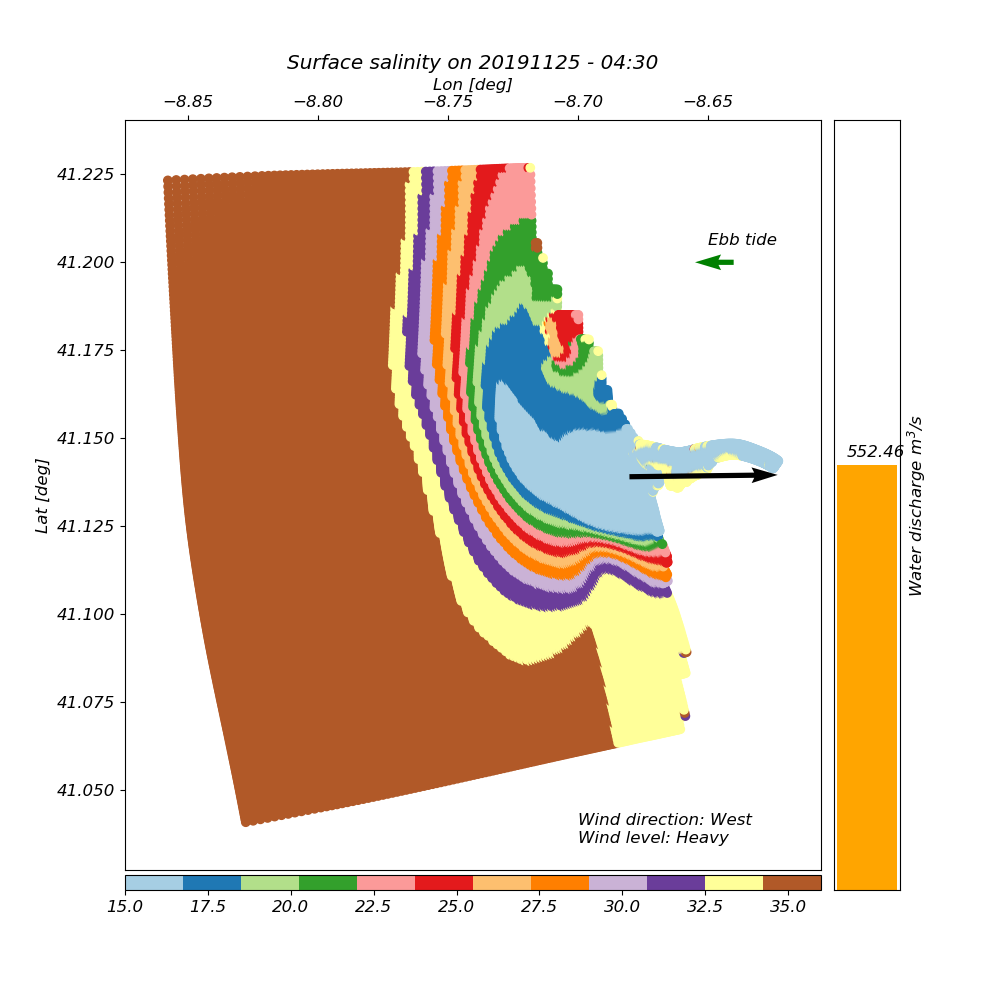 Surface salinity on 20191125 - 04:30
Lon [deg]
−8.85 −8.80 −8.75 −8.70 −8.65
41.225
Ebb tide
41.200
41.175
41.150
552.46
Lat [deg]
Water discharge m³/s
41.125
41.100
41.075
41.050
Wind direction: West
Wind level: Heavy
15.0 17.5 20.0 22.5 25.0 27.5 30.0 32.5 35.0